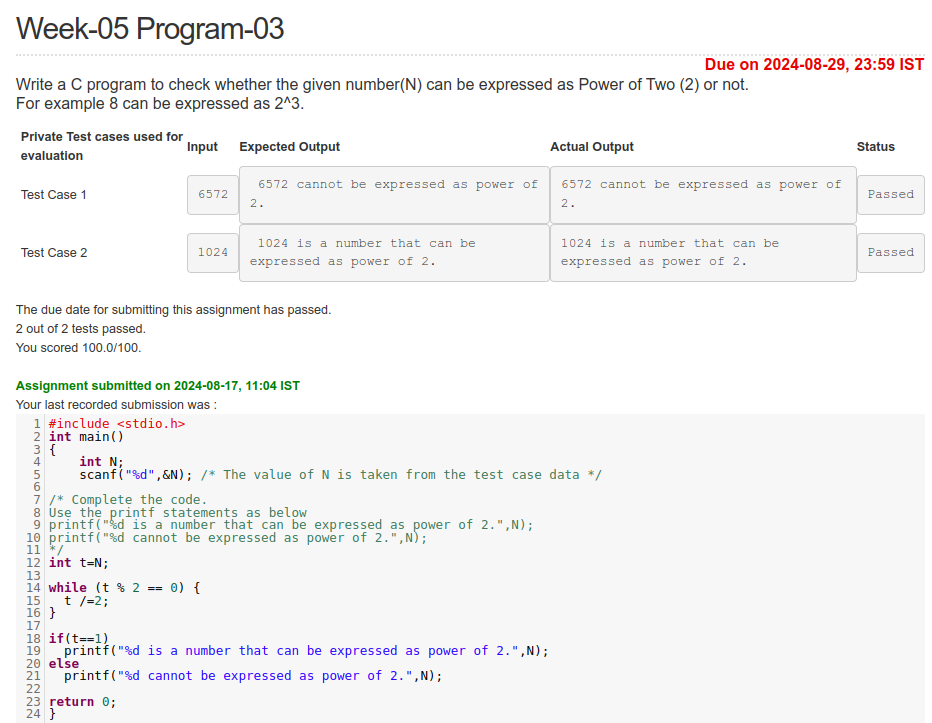 Week-05 Program-03
Due on 2024-08-29, 23:59 IST
Write a C program to check whether the given number(N) can be expressed as Power of Two (2) or not.
For example 8 can be expressed as 2^3.
Private Test cases used for
evaluation
Input
Expected Output
Actual Output
Status
Test Case 1
6572
6572 cannot be expressed as power of
2.
6572 cannot be expressed as power of
2.
Passed
Test Case 2
1024
1024 is a number that can be
expressed as power of 2.
1024 is a number that can be
expressed as power of 2.
Passed
The due date for submitting this assignment has passed.
2 out of 2 tests passed.
You scored 100.0/100.
Assignment submitted on 2024-08-17, 11:04 IST
Your last recorded submission was :
1 #include <stdio.h>
2 int main()
3 {
4     int N;
5     scanf("%d",&N); /* The value of N is taken from the test case data */
6
7 /* Complete the code.
8 Use the printf statements as below
9 printf("%d is a number that can be expressed as power of 2.",N);
10 printf("%d cannot be expressed as power of 2.",N);
11 */
12 int t=N;
13
14 while (t % 2 == 0) {
15   t /=2;
16 }
17
18 if(t==1)
19   printf("%d is a number that can be expressed as power of 2.",N);
20 else
21   printf("%d cannot be expressed as power of 2.",N);
22
23 return 0;
24 }